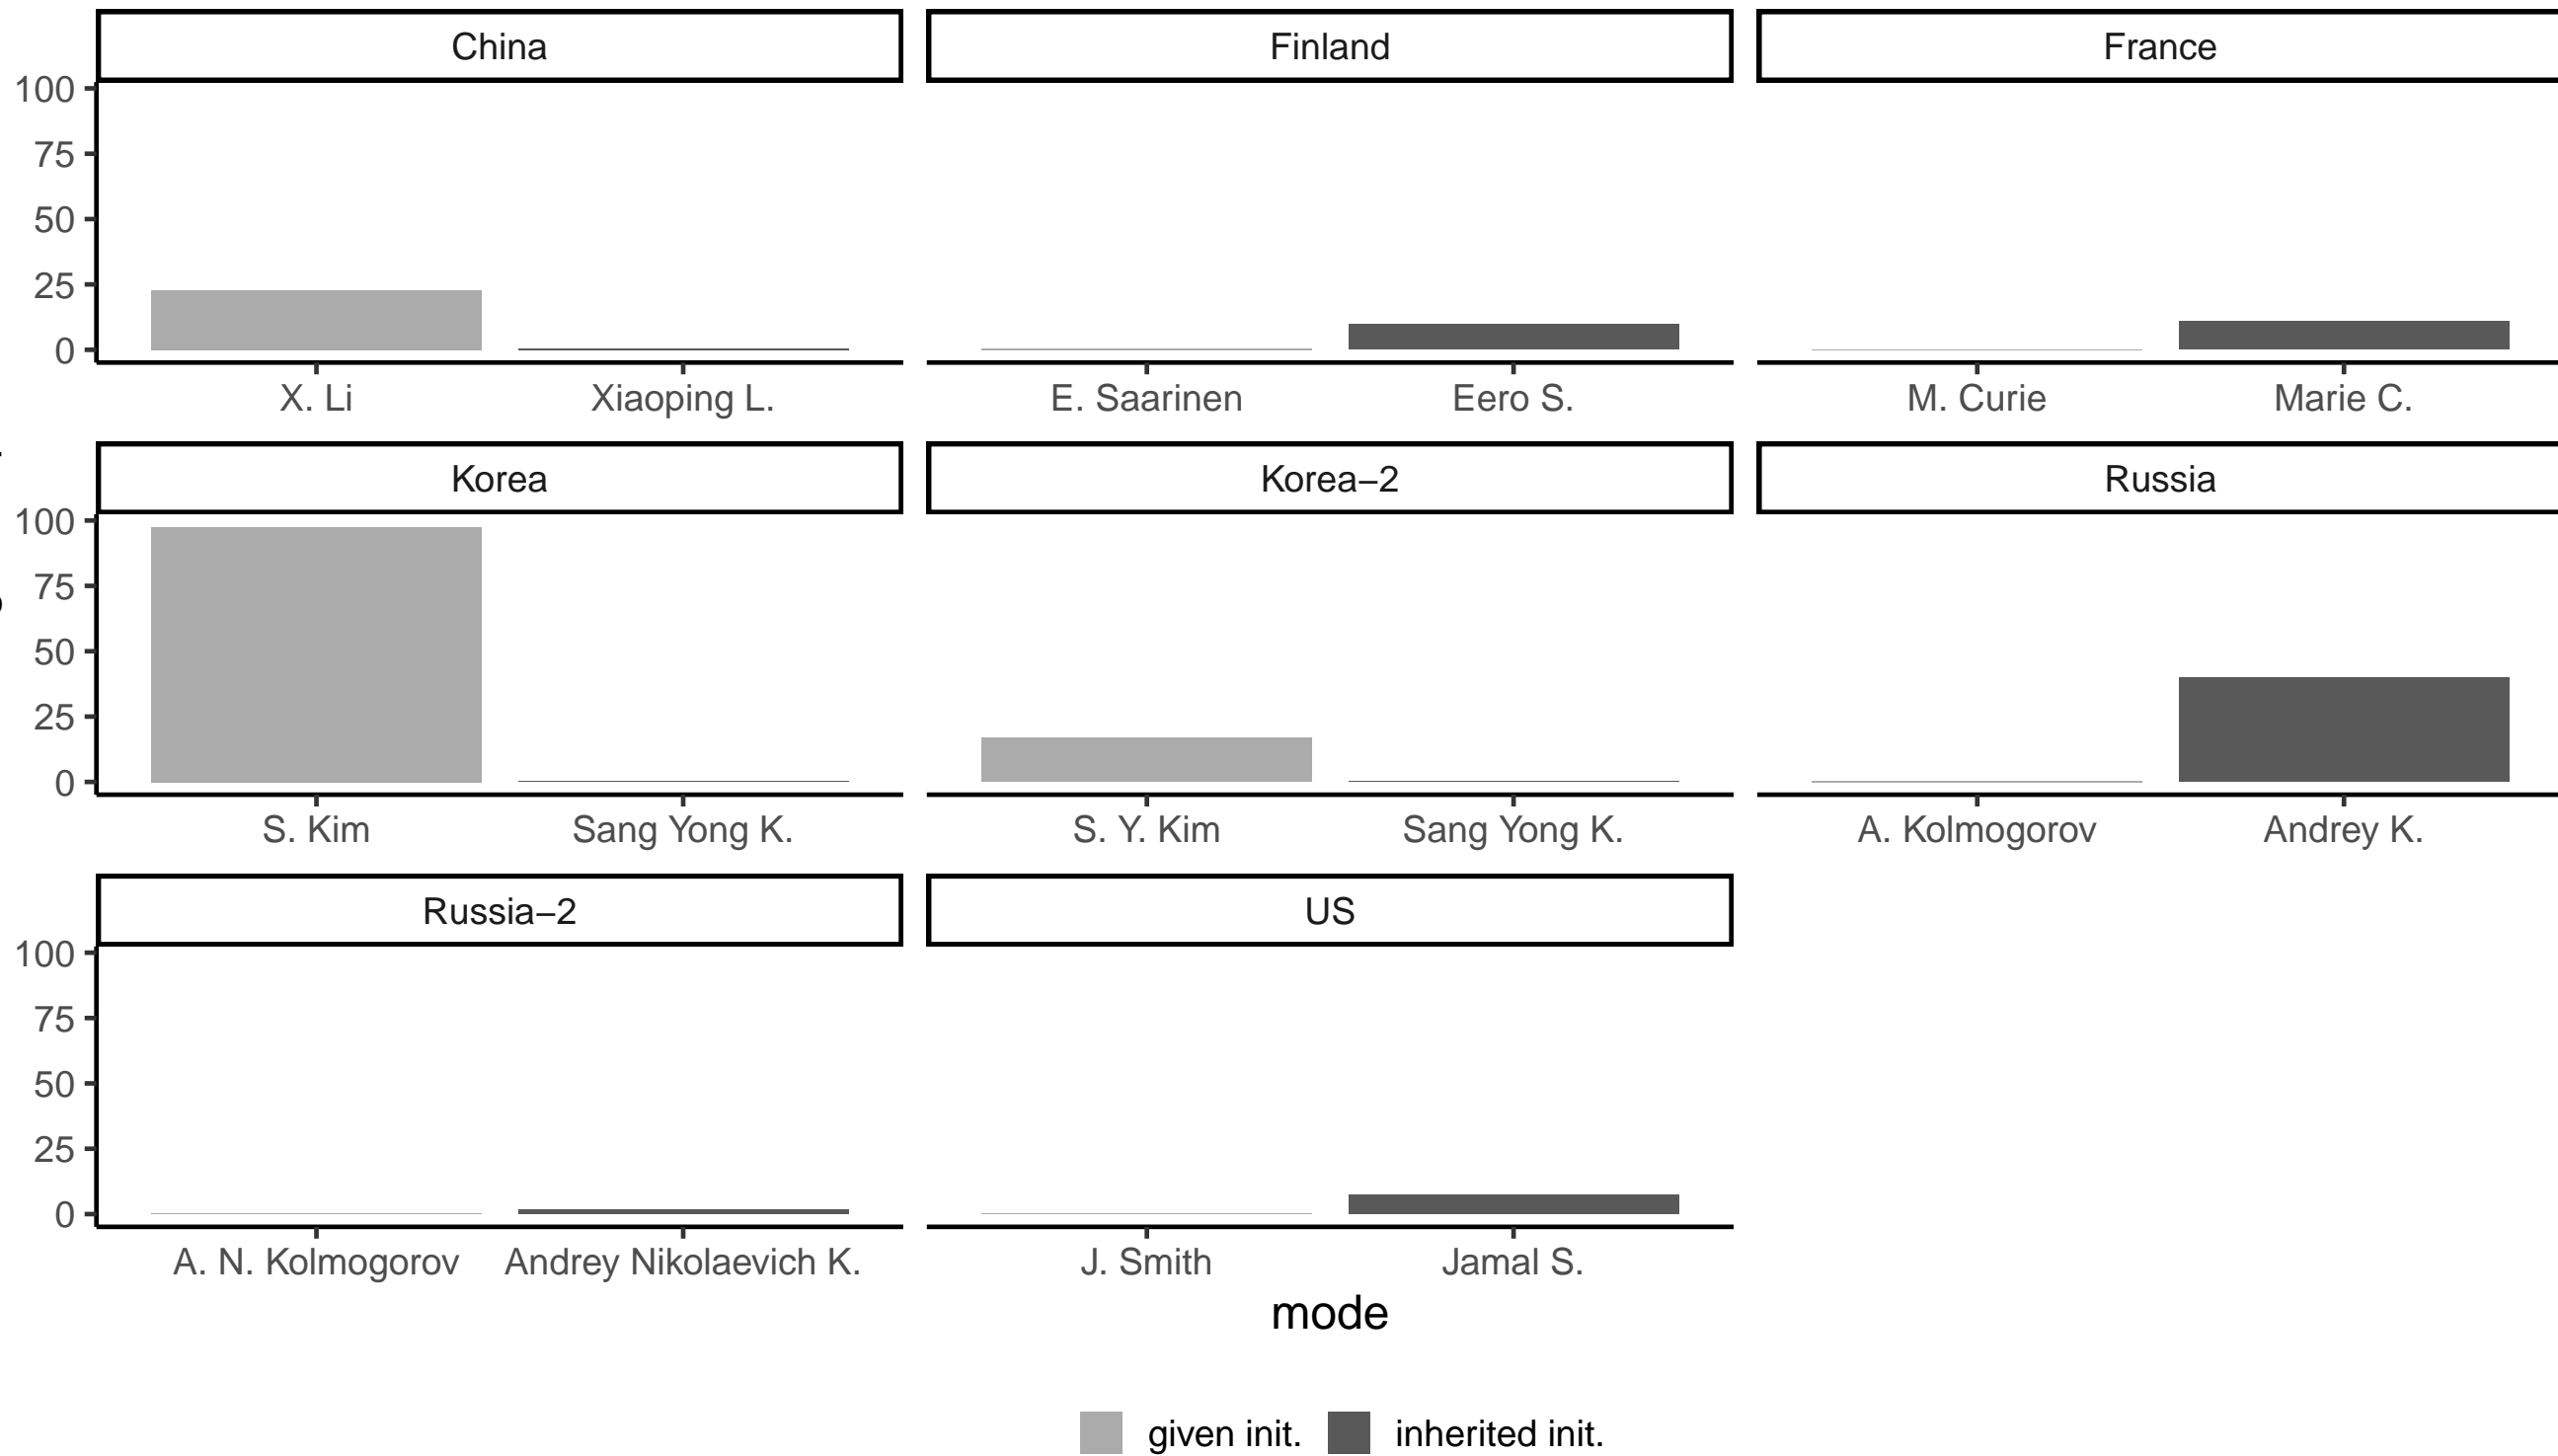 China Finland France
100
75
50
25
0
X. Li Xiaoping L. E. Saarinen Eero S. M. Curie Marie C.
Korea Korea–2 Russia
100
75
50
25
0
S. Kim Sang Yong K. S. Y. Kim Sang Yong K. A. Kolmogorov Andrey K.
Russia–2 US
100
75
50
25
0
A. N. Kolmogorov Andrey Nikolaevich K. J. Smith Jamal S.
mode
given init. inherited init.